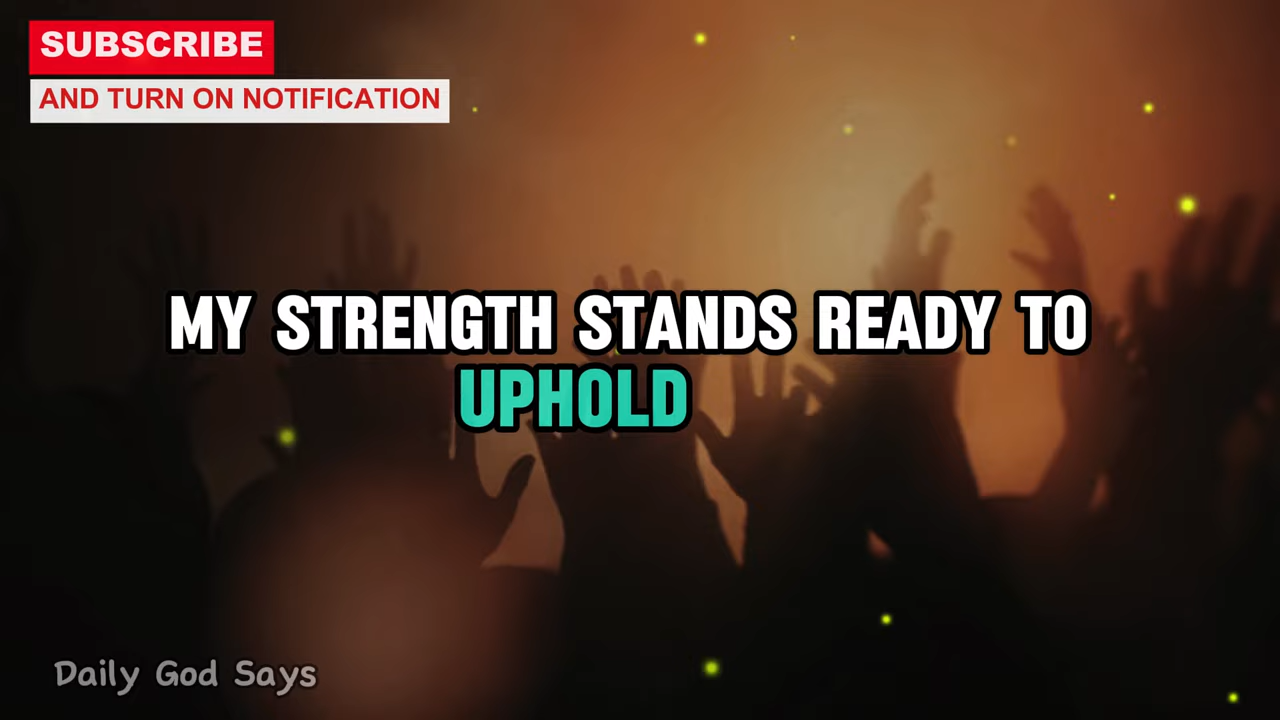 SUBSCRIBE
AND TURN ON NOTIFICATION
MY STRENGTH STANDS READY TO
UPHOLD
Daily God Says